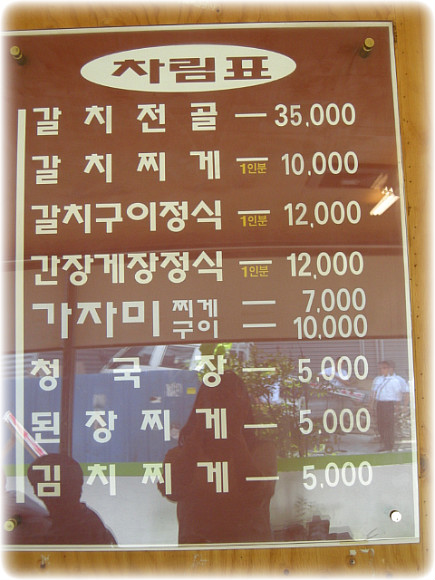 차림표
갈치전골 — 35,000
갈치찌게 — 1인분 10,000
갈치구이정식 — 1인분 12,000
간장게장정식 — 1인분 12,000
가자미 찌게 — 7,000
구이 — 10,000
청국장 — 5,000
된장찌게 — 5,000
김치찌게 — 5,000